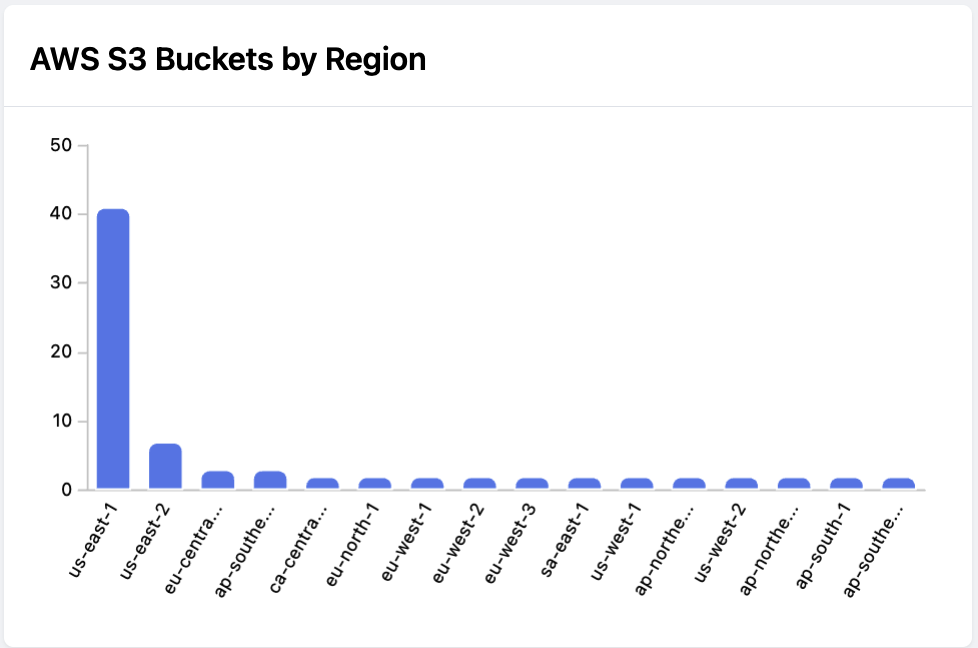 AWS S3 Buckets by Region
50
40
30
20
10
0
us-east-1
us-east-2
eu-centra...
ap-southe...
ca-centra...
eu-north-1
eu-west-1
eu-west-2
eu-west-3
sa-east-1
us-west-1
ap-northe...
us-west-2
ap-northe...
ap-south-1
ap-southe...